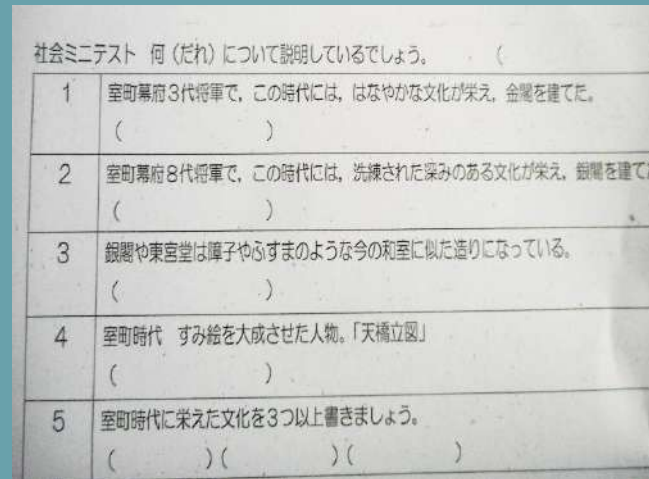 社会ミニテスト 何（だれ）について説明しているでしょう。 （
1 室町幕府3代将軍で，この時代には，はなやかな文化が栄え，金閣を建てた。
（ ）
2 室町幕府8代将軍で，この時代には，洗練された深みのある文化が栄え，銀閣を建て
（ ）
3 銀閣や東宮堂は障子やふすまのような今の和室に似た造りになっている。
（ ）
4 室町時代 すみ絵を大成させた人物。「天橋立図」
（ ）
5 室町時代に栄えた文化を3つ以上書きましょう。
（ ）（ ）（ ）